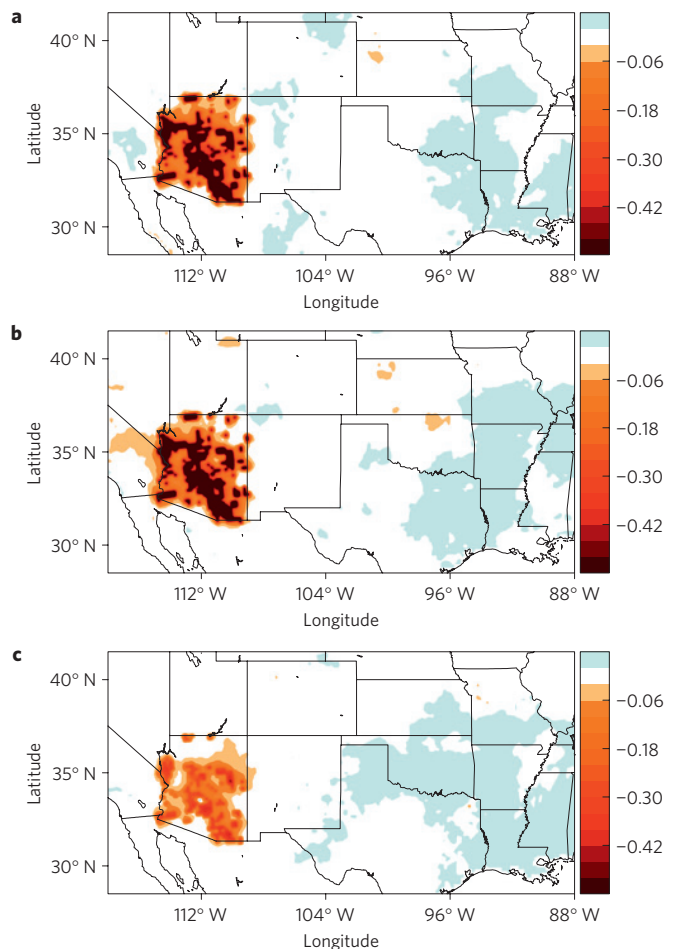 a
40° N
35° N
30° N
Latitude
112° W
104° W
96° W
88° W
Longitude
−0.06
−0.18
−0.30
−0.42
b
40° N
35° N
30° N
Latitude
112° W
104° W
96° W
88° W
Longitude
−0.06
−0.18
−0.30
−0.42
c
40° N
35° N
30° N
Latitude
112° W
104° W
96° W
88° W
Longitude
−0.06
−0.18
−0.30
−0.42